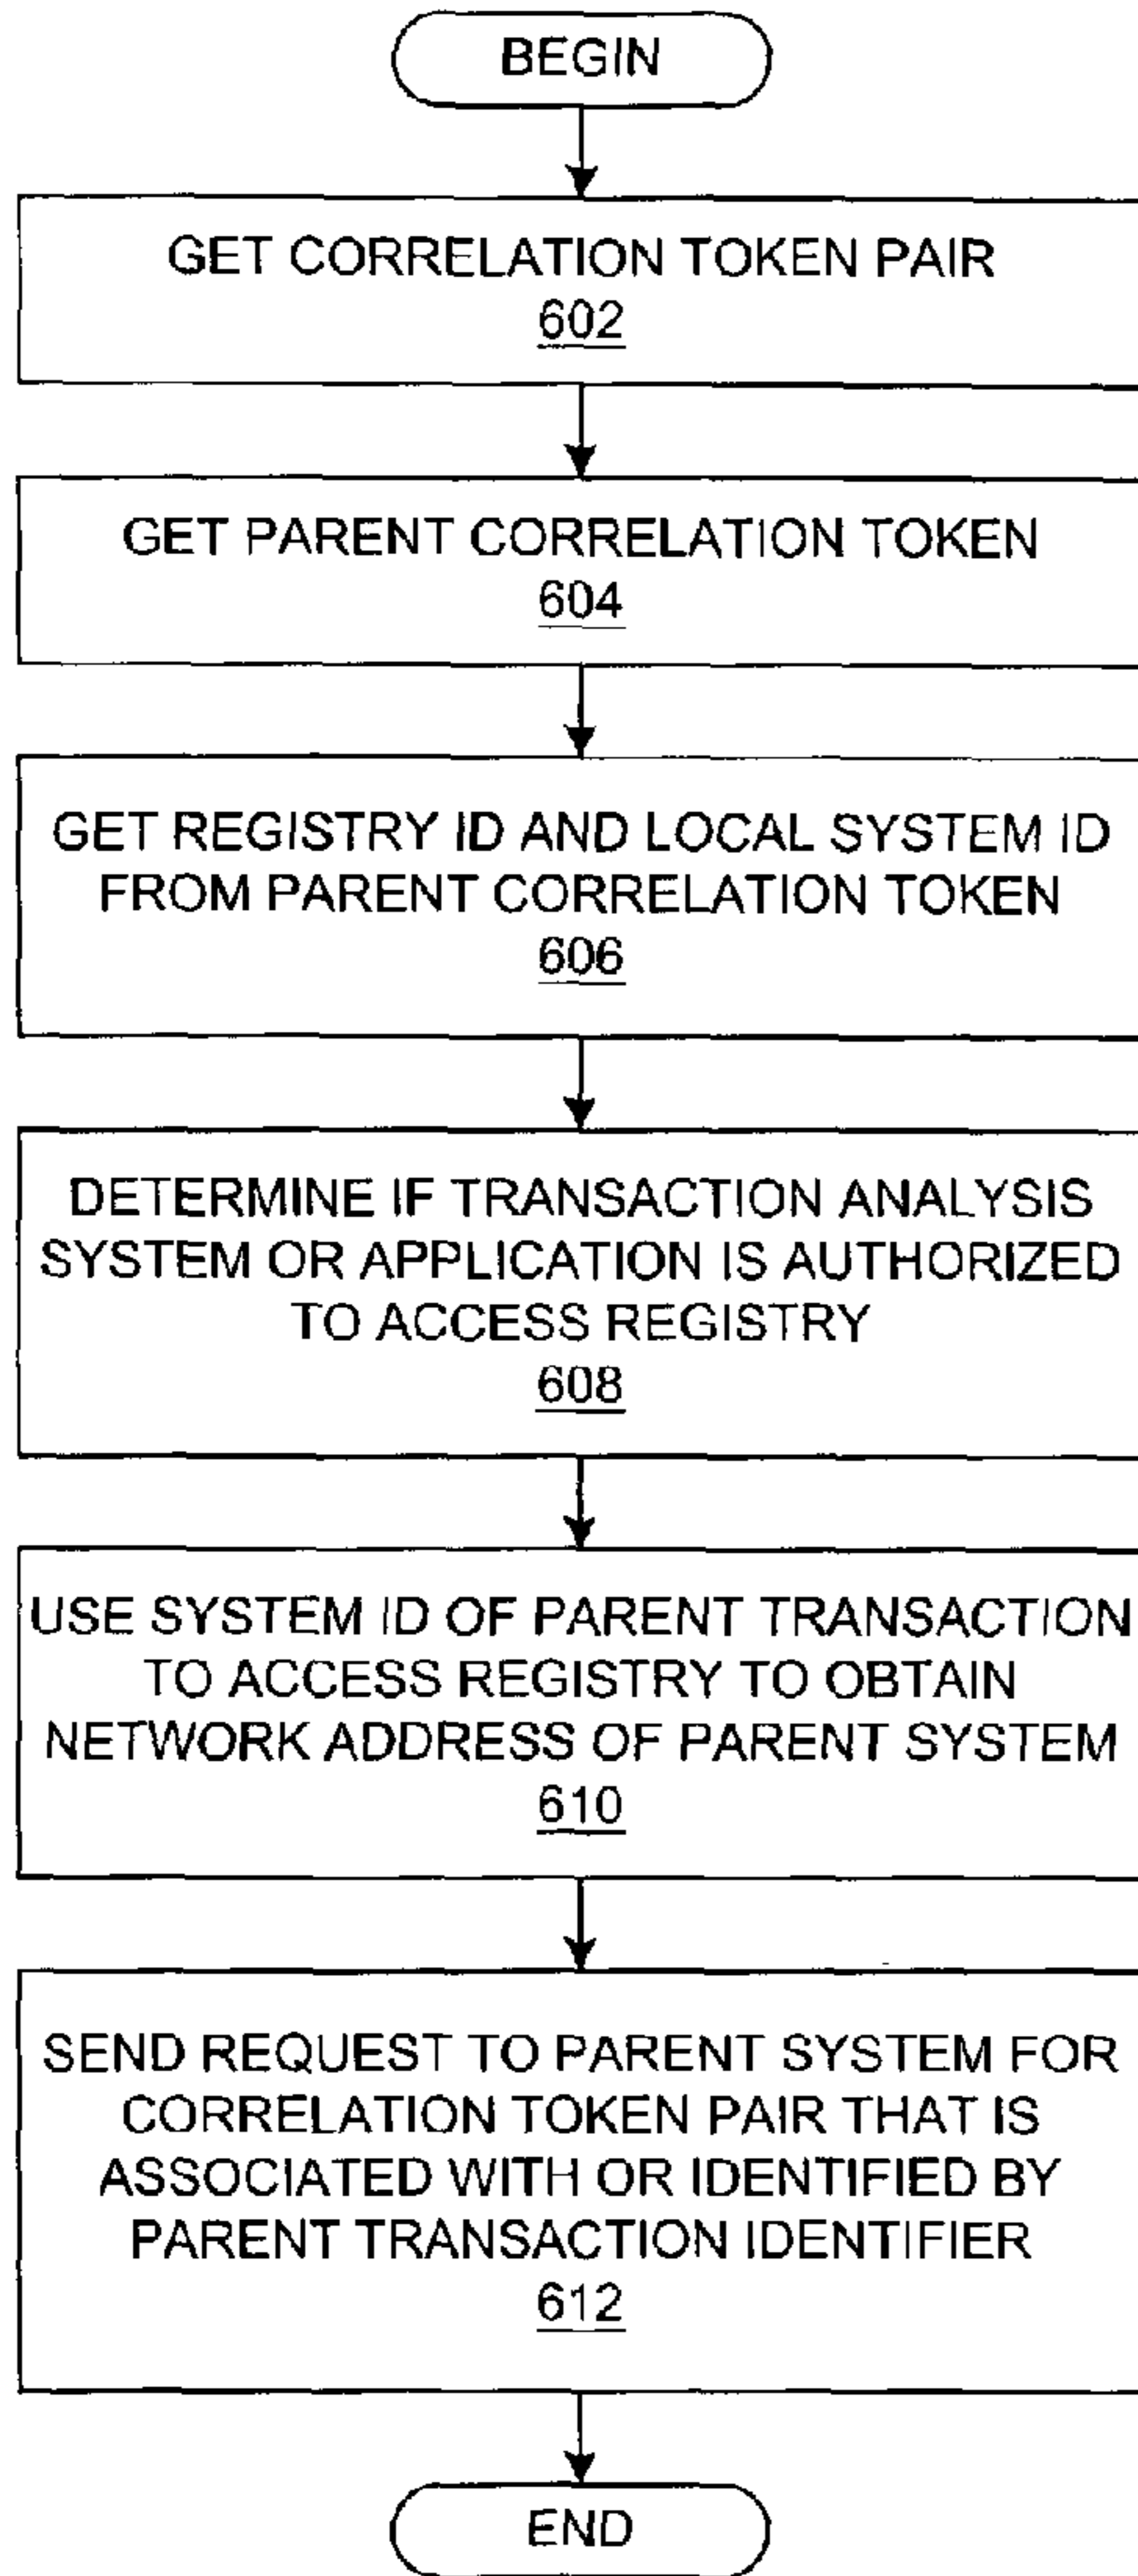 BEGIN
GET CORRELATION TOKEN PAIR
602
GET PARENT CORRELATION TOKEN
604
GET REGISTRY ID AND LOCAL SYSTEM ID
FROM PARENT CORRELATION TOKEN
606
DETERMINE IF TRANSACTION ANALYSIS
SYSTEM OR APPLICATION IS AUTHORIZED
TO ACCESS REGISTRY
608
USE SYSTEM ID OF PARENT TRANSACTION
TO ACCESS REGISTRY TO OBTAIN
NETWORK ADDRESS OF PARENT SYSTEM
610
SEND REQUEST TO PARENT SYSTEM FOR
CORRELATION TOKEN PAIR THAT IS
ASSOCIATED WITH OR IDENTIFIED BY
PARENT TRANSACTION IDENTIFIER
612
END